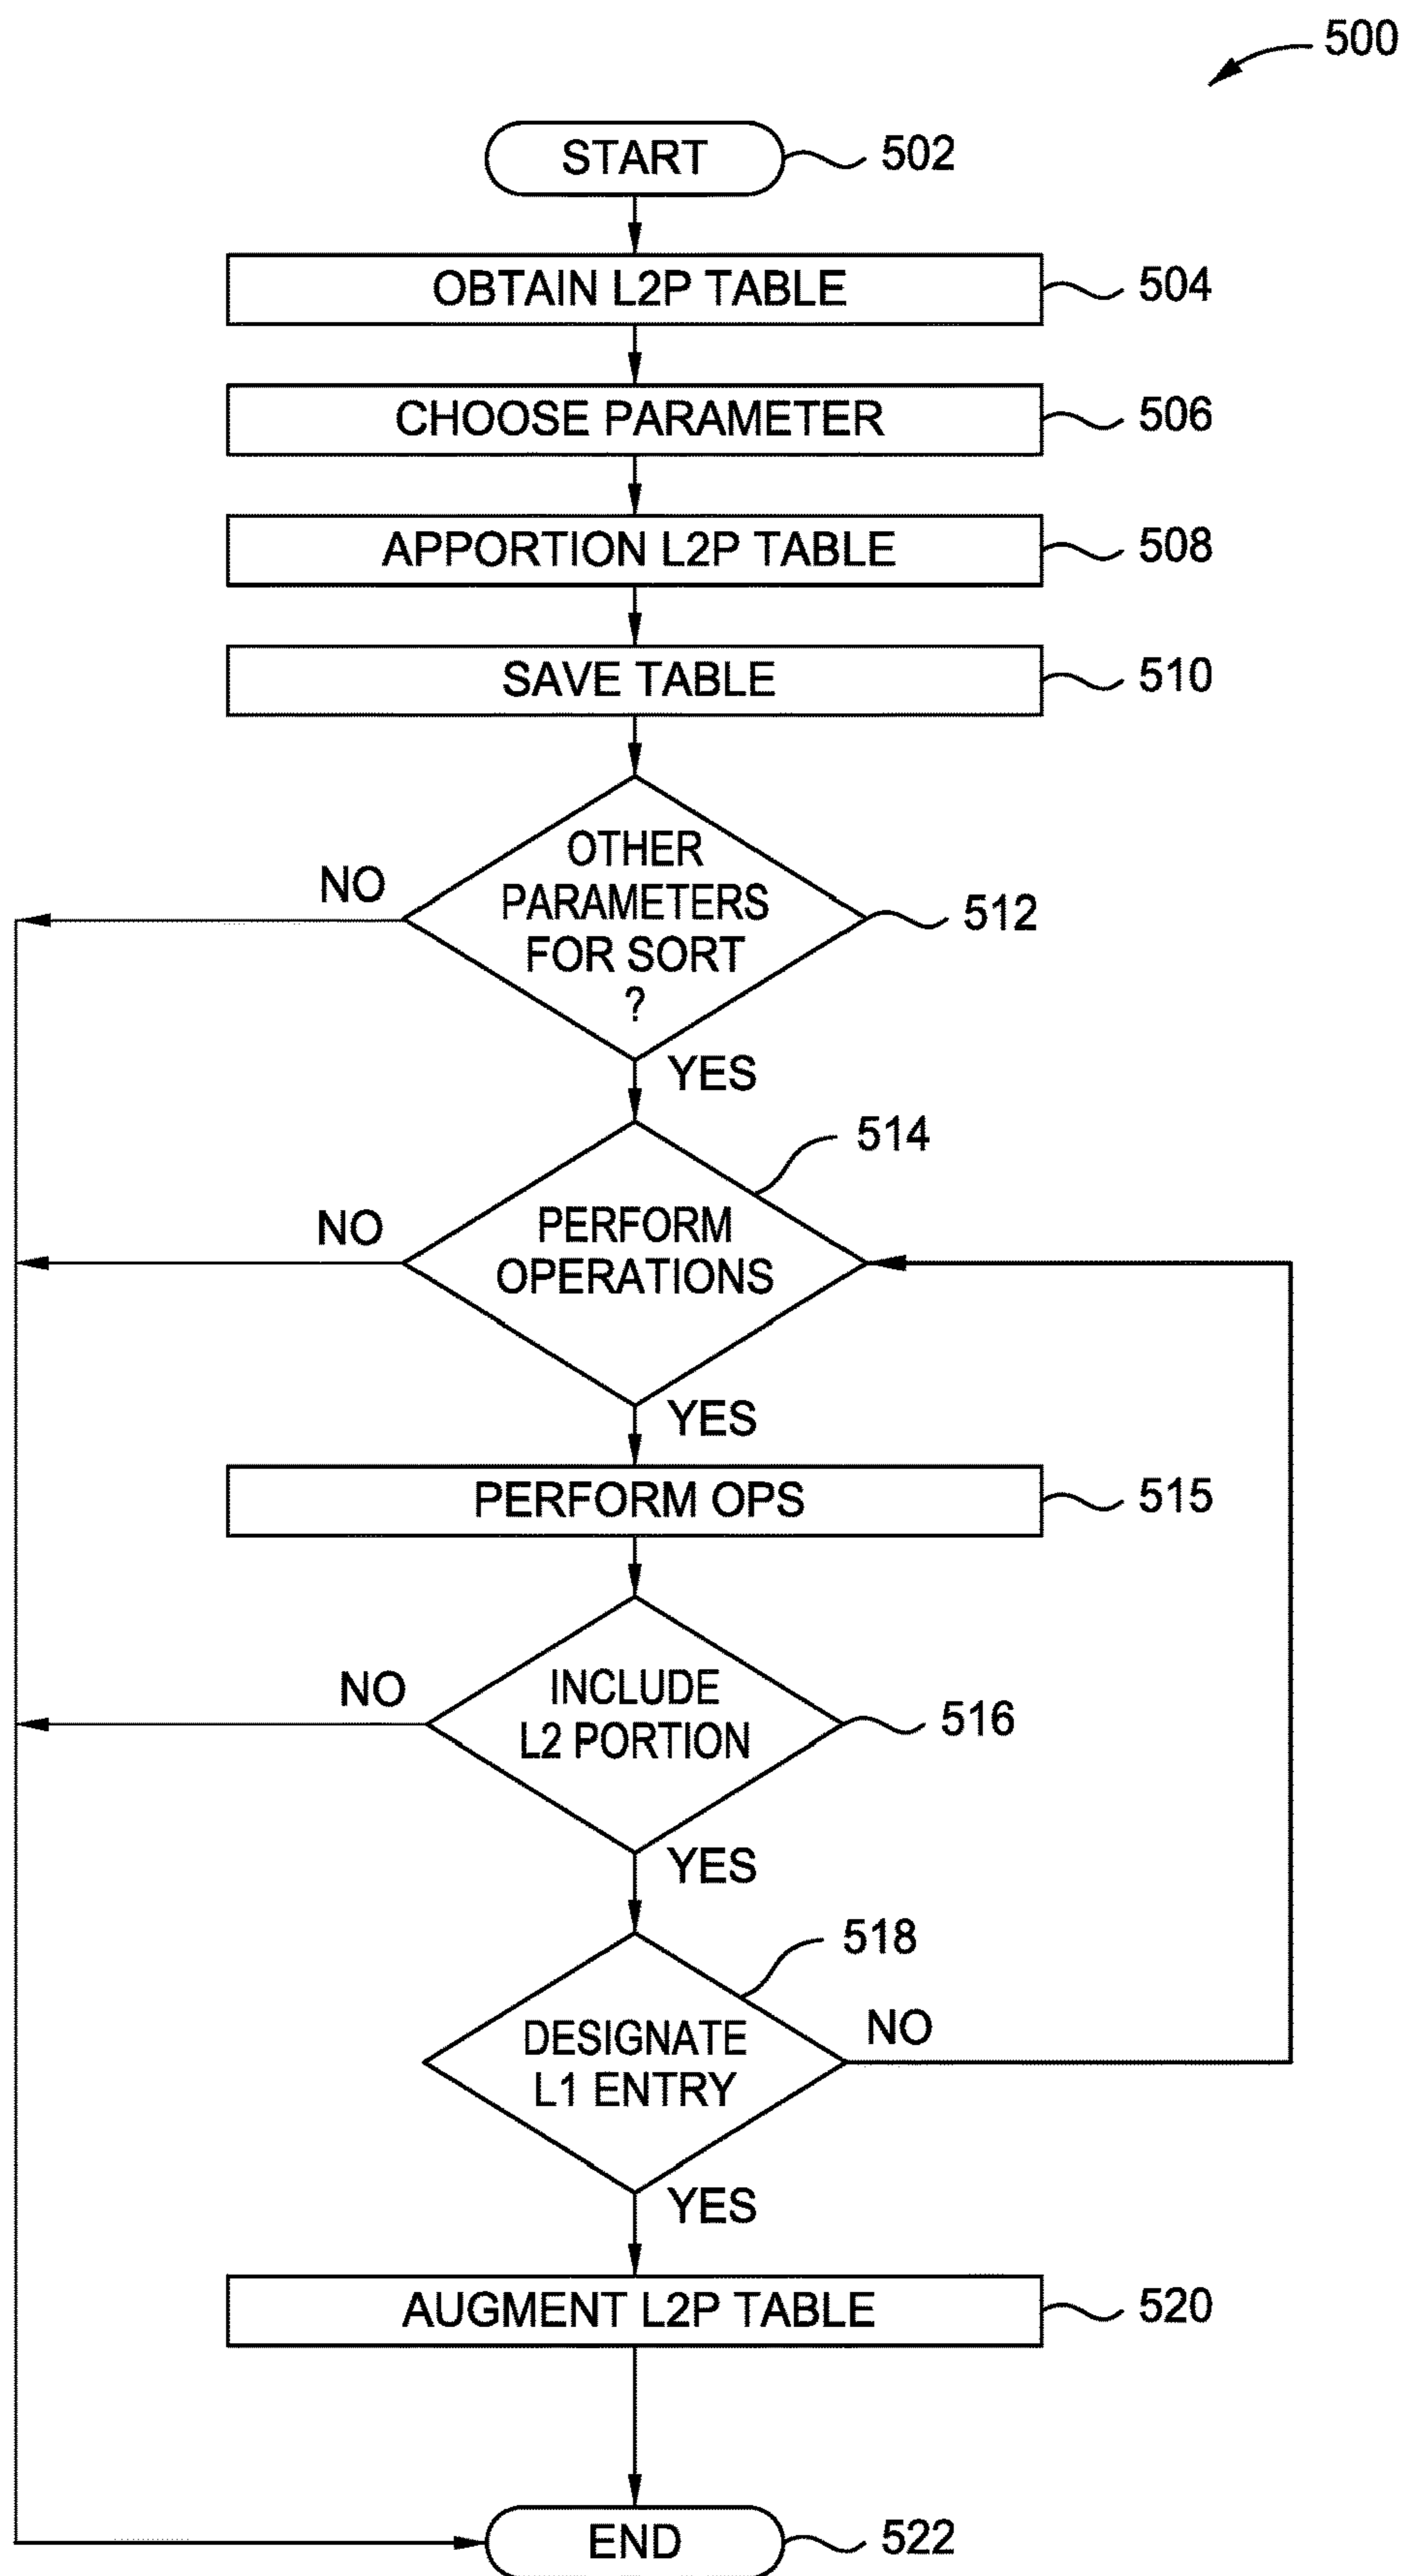 500
START
502
OBTAIN L2P TABLE
504
CHOOSE PARAMETER
506
APPORTION L2P TABLE
508
SAVE TABLE
510
OTHER
PARAMETERS
FOR SORT
?
NO
512
YES
514
PERFORM
OPERATIONS
NO
YES
PERFORM OPS
515
INCLUDE
L2 PORTION
NO
516
YES
518
DESIGNATE
L1 ENTRY
NO
YES
AUGMENT L2P TABLE
520
END
522